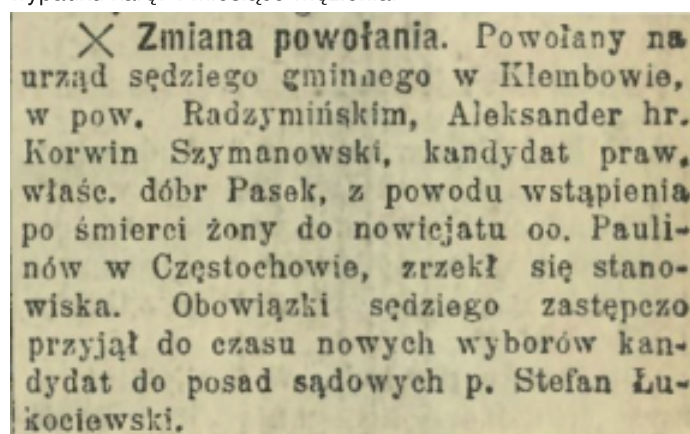 × Zmiana powołania. Powołany na
urząd sędziego gminnego w Klembowie,
w pow. Radzymińskim, Aleksander hr.
Korwin Szymanowski, kandydat praw,
właśc. dóbr Pasek, z powodu wstąpienia
po śmierci żony do nowicjatu oo. Pauli-
nów w Częstochowie, zrzekł się stano-
wiska. Obowiązki sędziego zastępczo
przyjął do czasu nowych wyborów kan-
dydat do posad sądowych p. Stefan Łu-
kociewski.